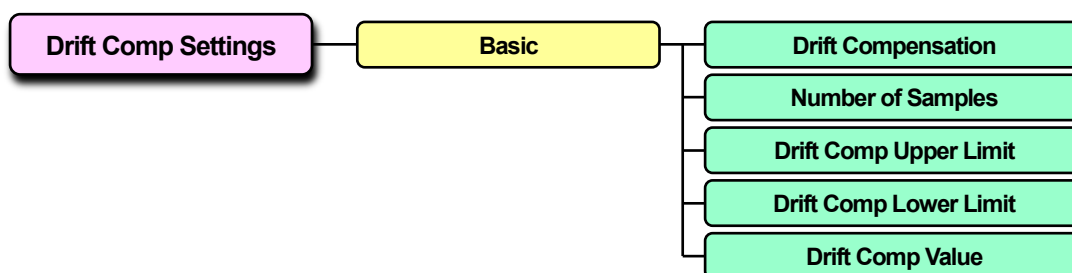 Drift Comp Settings
Basic
Drift Compensation
Number of Samples
Drift Comp Upper Limit
Drift Comp Lower Limit
Drift Comp Value